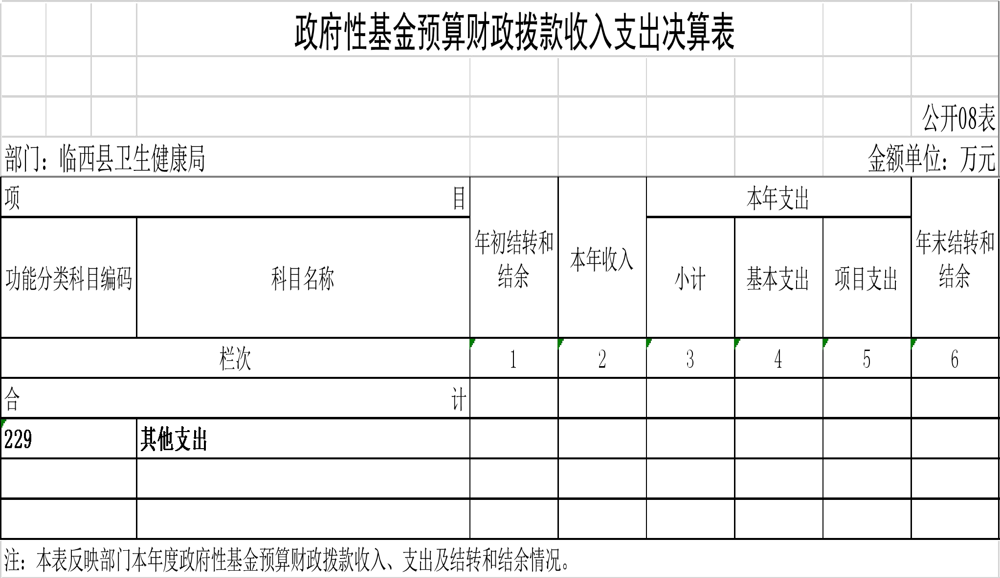 政府性基金预算财政拨款收入支出决算表
公开08表
部门：临西县卫生健康局 金额单位：万元
项 目
本年支出
年初结转和
结余
本年收入
年末结转和
结余
功能分类科目编码 科目名称 小计 基本支出 项目支出
栏次 1 2 3 4 5 6
合 计
229 其他支出
注：本表反映部门本年度政府性基金预算财政拨款收入、支出及结转和结余情况。